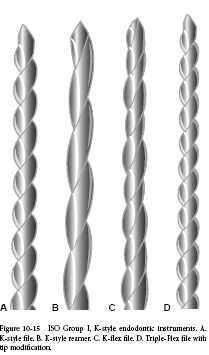 A B C D
Figure 10-15 ISO Group I, K-style endodontic instruments. A.
K-style file. B. K-style reamer. C. K-flex file. D. Triple-Flex file with
tip modification.